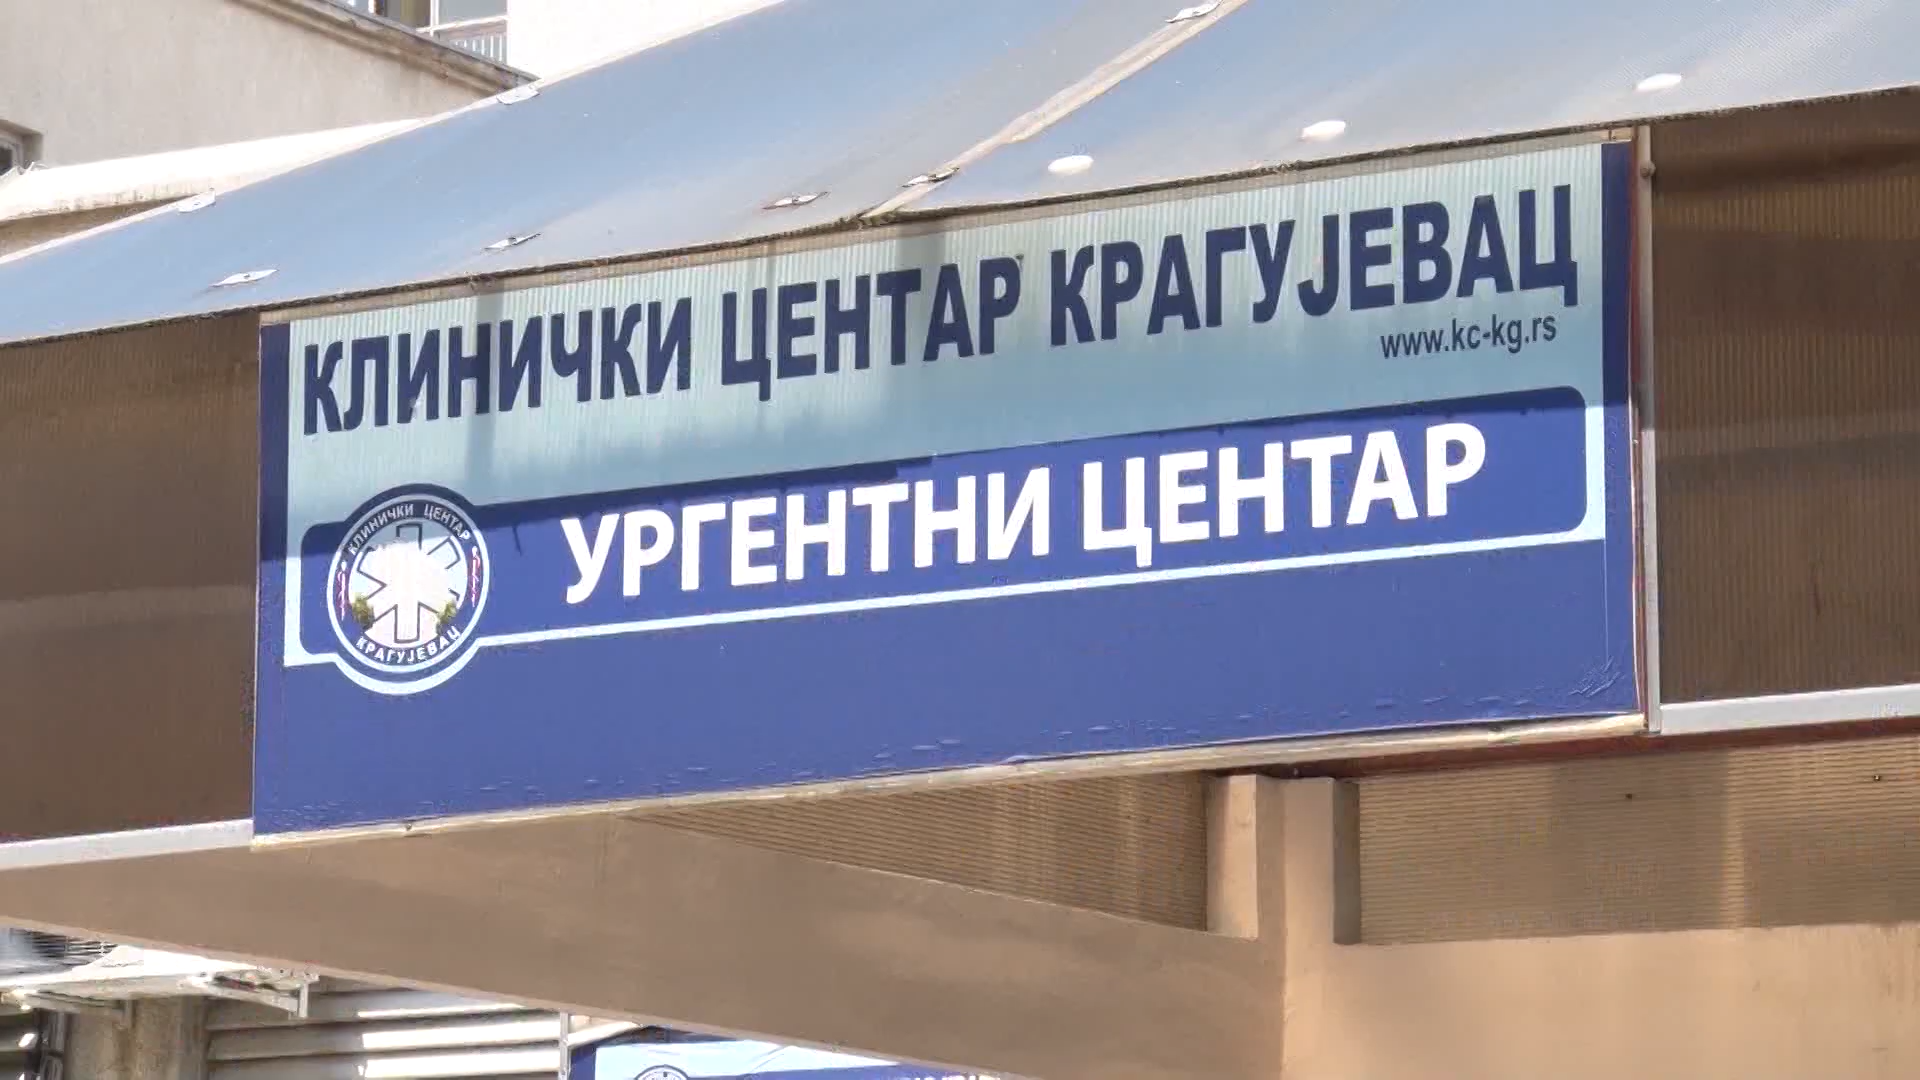 КЛИНИЧКИ ЦЕНТАР КРАГУЈЕВАЦ
www.kc-kg.rs
УРГЕНТНИ ЦЕНТАР
КЛИНИЧКИ ЦЕНТАР
КРАГУЈЕВАЦ